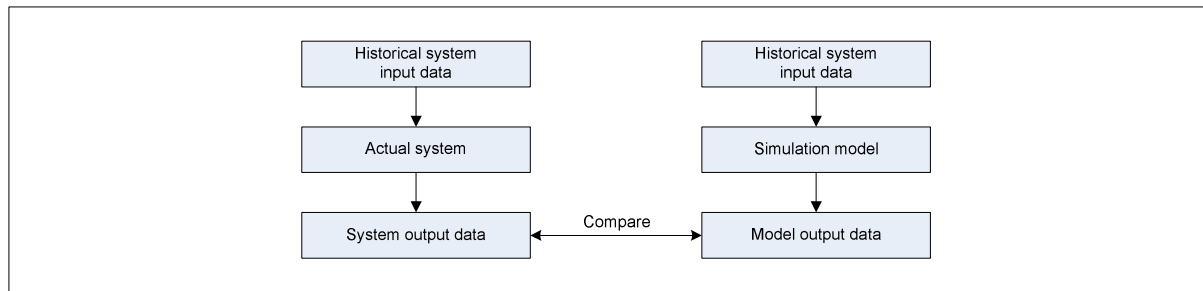 Historical system
input data
Historical system
input data
Actual system
Simulation model
System output data
Compare
Model output data